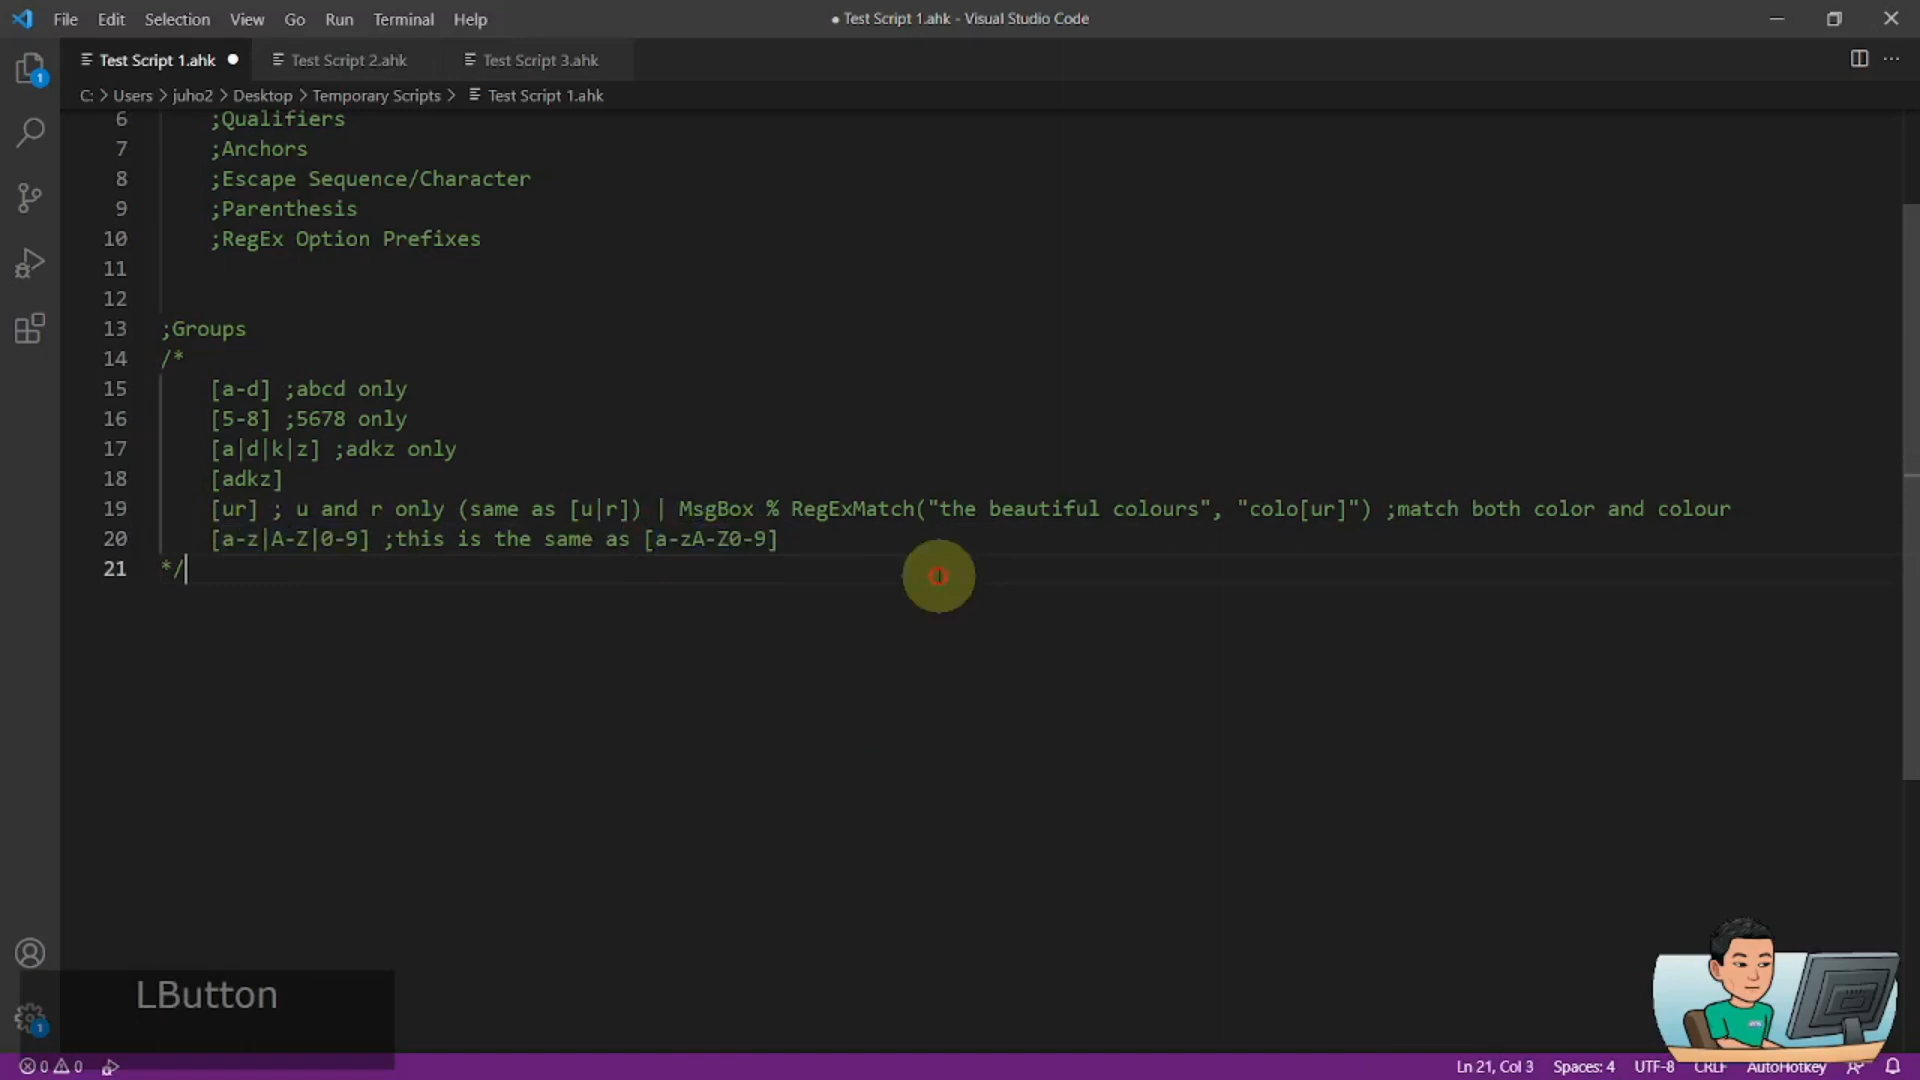 File Edit Selection View Go Run Terminal Help ● Test Script 1.ahk - Visual Studio Code
Test Script 1.ahk Test Script 2.ahk Test Script 3.ahk
C: > Users > juho2 > Desktop > Temporary Scripts > Test Script 1.ahk
6 ;Qualifiers
7 ;Anchors
8 ;Escape Sequence/Character
9 ;Parenthesis
10 ;RegEx Option Prefixes
11
12
13 ;Groups
14 /*
15 [a-d] ;abcd only
16 [5-8] ;5678 only
17 [a|d|k|z] ;adkz only
18 [adkz]
19 [ur] ; u and r only (same as [u|r]) | MsgBox % RegExMatch("the beautiful colours", "colo[ur]") ;match both color and colour
20 [a-z|A-Z|0-9] ;this is the same as [a-zA-Z0-9]
21 */
1
1
LButton
0 0 Ln 21, Col 3 Spaces: 4 UTF-8 CRLF AutoHotkey